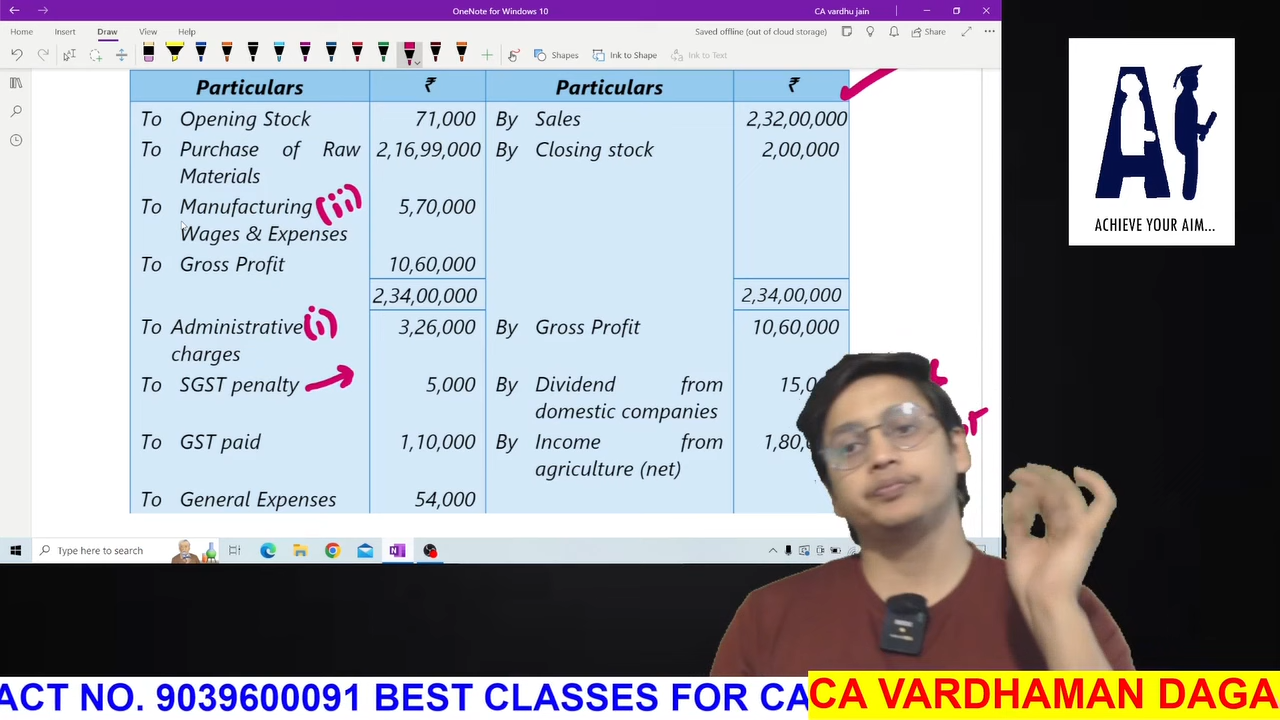 OneNote for Windows 10
CA vardhu jain
Home Insert Draw View Help
Saved offline (out of cloud storage)
Share
Shapes
Ink to Shape
Ink to Text
Particulars ₹ Particulars ₹
To Opening Stock 71,000 By Sales 2,32,00,000
To Purchase of Raw 2,16,99,000 By Closing stock 2,00,000
Materials
To Manufacturing (ii) 5,70,000
Wages & Expenses
To Gross Profit 10,60,000
2,34,00,000 2,34,00,000
To Administrative (i) 3,26,000 By Gross Profit 10,60,000
charges
To SGST penalty 5,000 By Dividend from 15,0
domestic companies
To GST paid 1,10,000 By Income from 1,80,
agriculture (net)
To General Expenses 54,000
Type here to search
AI
ACHIEVE YOUR AIM...
ACT NO. 9039600091 BEST CLASSES FOR CA
CA VARDHAMAN DAGA